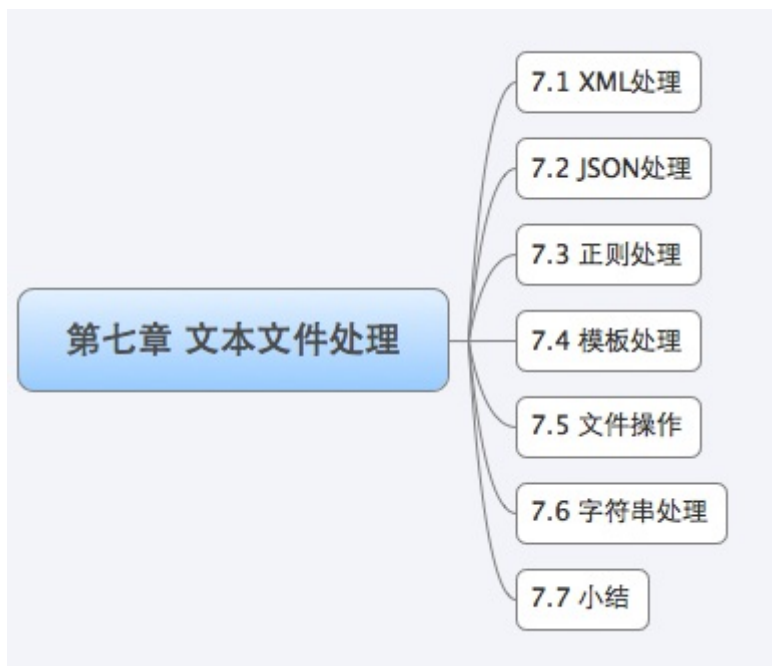 第七章 文本文件处理
7.1 XML处理
7.2 JSON处理
7.3 正则处理
7.4 模板处理
7.5 文件操作
7.6 字符串处理
7.7 小结